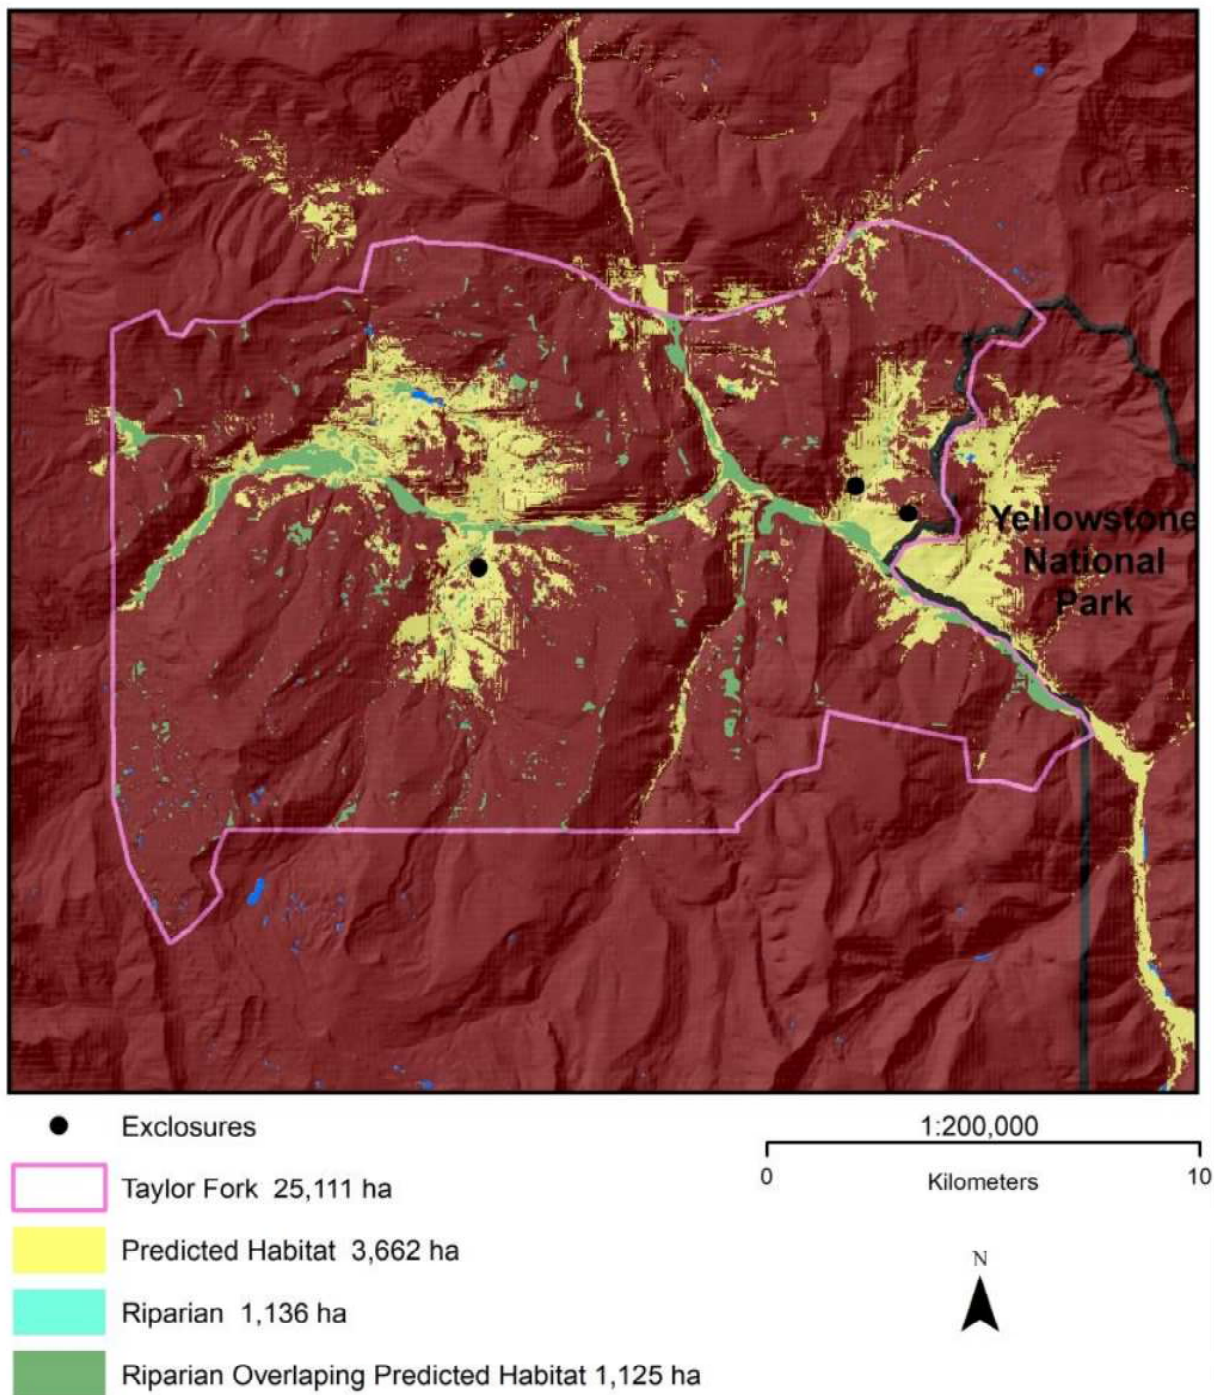 Yellowstone
National
Park
Exclosures
Taylor Fork 25,111 ha
Predicted Habitat 3,662 ha
Riparian 1,136 ha
Riparian Overlaping Predicted Habitat 1,125 ha
1:200,000
0 10
Kilometers
N